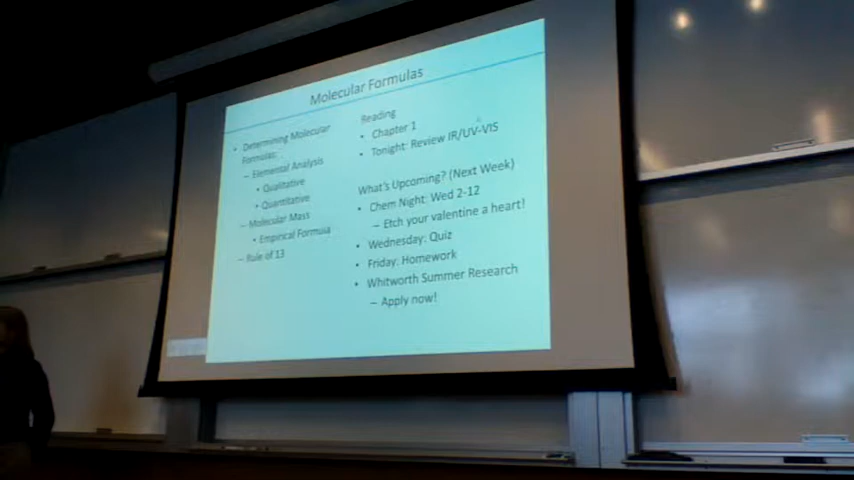 Molecular Formulas
• Determining Molecular
Formulas:
– Elemental Analysis
• Qualitative
• Quantitative
– Molecular Mass
• Empirical Formula
– Rule of 13
Reading
• Chapter 1
• Tonight: Review IR/UV-VIS
What's Upcoming? (Next Week)
• Chem Night: Wed 2-12
– Etch your valentine a heart!
• Wednesday: Quiz
• Friday: Homework
• Whitworth Summer Research
– Apply now!